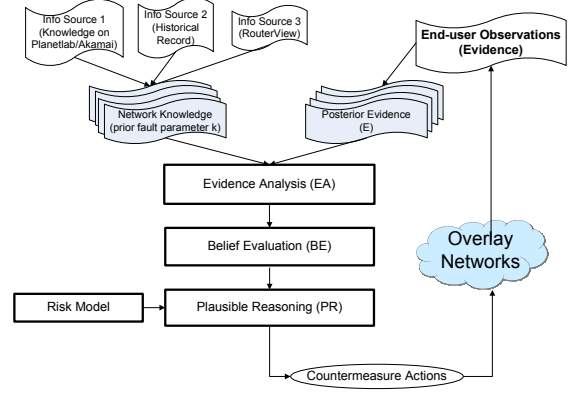 Info Source 1
(Knowledge on
Planetlab/Akamai)
Info Source 2
(Historical
Record)
Info Source 3
(RouterView)
End-user Observations
(Evidence)
Network Knowledge
(prior fault parameter k)
Posterior Evidence
(E)
Evidence Analysis (EA)
Belief Evaluation (BE)
Overlay
Networks
Risk Model
Plausible Reasoning (PR)
Countermeasure Actions